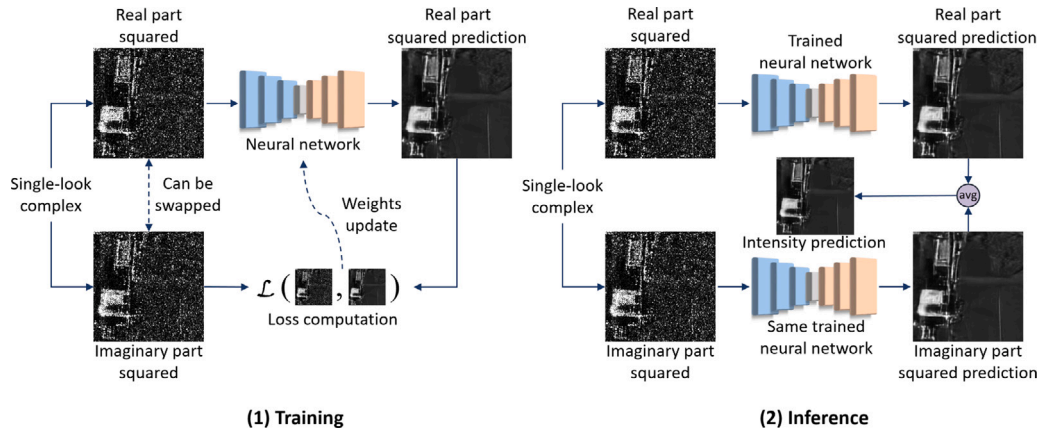 Real part
squared
Real part
squared prediction
Neural network
Single-look
complex
Can be
swapped
Weights
update
ℒ ( , )
Loss computation
Imaginary part
squared
(1) Training
Real part
squared
Trained
neural network
Real part
squared prediction
Single-look
complex
avg
Intensity prediction
Same trained
neural network
Imaginary part
squared
Imaginary part
squared prediction
(2) Inference